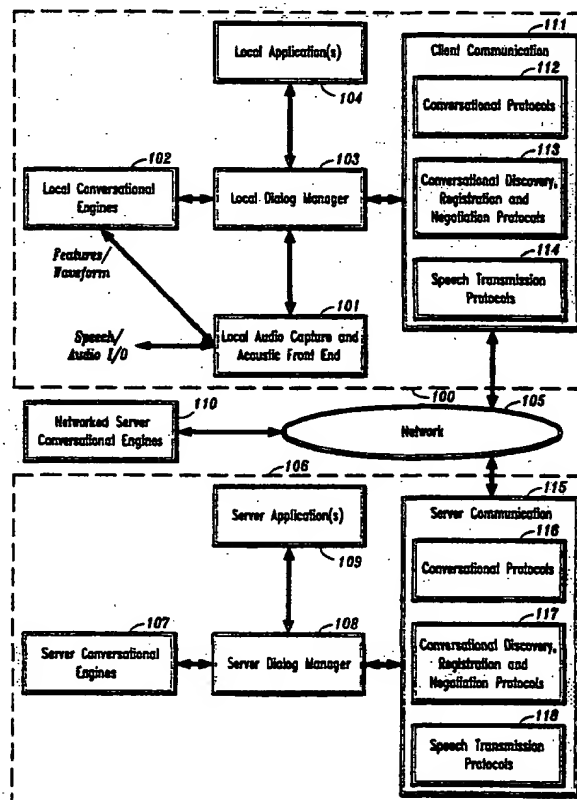 111
Local Application(s)
104
Client Communication
112
Conversational Protocols
102
Local Conversational
Engines
103
Local Dialog Manager
113
Conversational Discovery,
Registration and
Negotiation Protocols
Features/
Waveform
114
Speech Transmission
Protocols
101
Local Audio Capture and
Acoustic Front End
Speech/
Audio I/O
100
105
110
Networked Server
Conversational Engines
Network
106
115
Server Application(s)
109
Server Communication
116
Conversational Protocols
107
Server Conversational
Engines
108
Server Dialog Manager
117
Conversational Discovery,
Registration and
Negotiation Protocols
118
Speech Transmission
Protocols